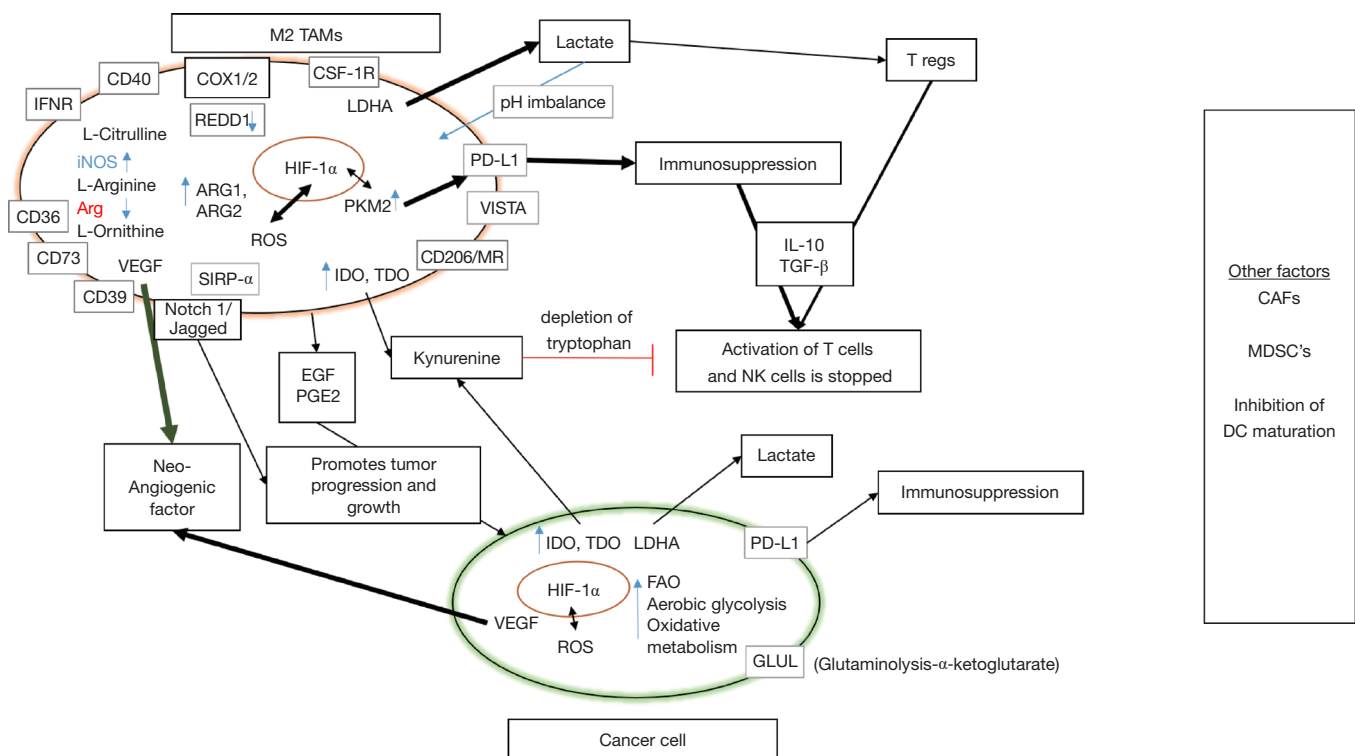 M2 TAMs
Lactate
T regs
CD40
COX1/2
CSF-1R
IFNR
LDHA
pH imbalance
REDD1
L-Citrulline
iNOS
L-Arginine
Arg
L-Ornithine
ARG1,
ARG2
HIF-1α
PKM2
ROS
PD-L1
Immunosuppression
VISTA
CD36
CD73
CD39
VEGF
SIRP-α
IDO, TDO
CD206/MR
Notch 1/
Jagged
IL-10
TGF-β
Other factors
CAFs
MDSC's
Inhibition of
DC maturation
EGF
PGE2
Kynurenine
depletion of
tryptophan
Activation of T cells
and NK cells is stopped
Neo-
Angiogenic
factor
Promotes tumor
progression and
growth
Lactate
Immunosuppression
IDO, TDO
LDHA
PD-L1
HIF-1α
FAO
Aerobic glycolysis
Oxidative
metabolism
VEGF
ROS
GLUL
(Glutaminolysis-α-ketoglutarate)
Cancer cell